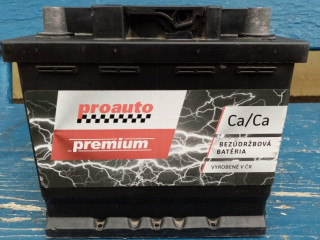 proauto
premium
Ca/Ca
BEZÚDRŽBOVÁ
BATÉRIA
VYROBENÉ V ČR